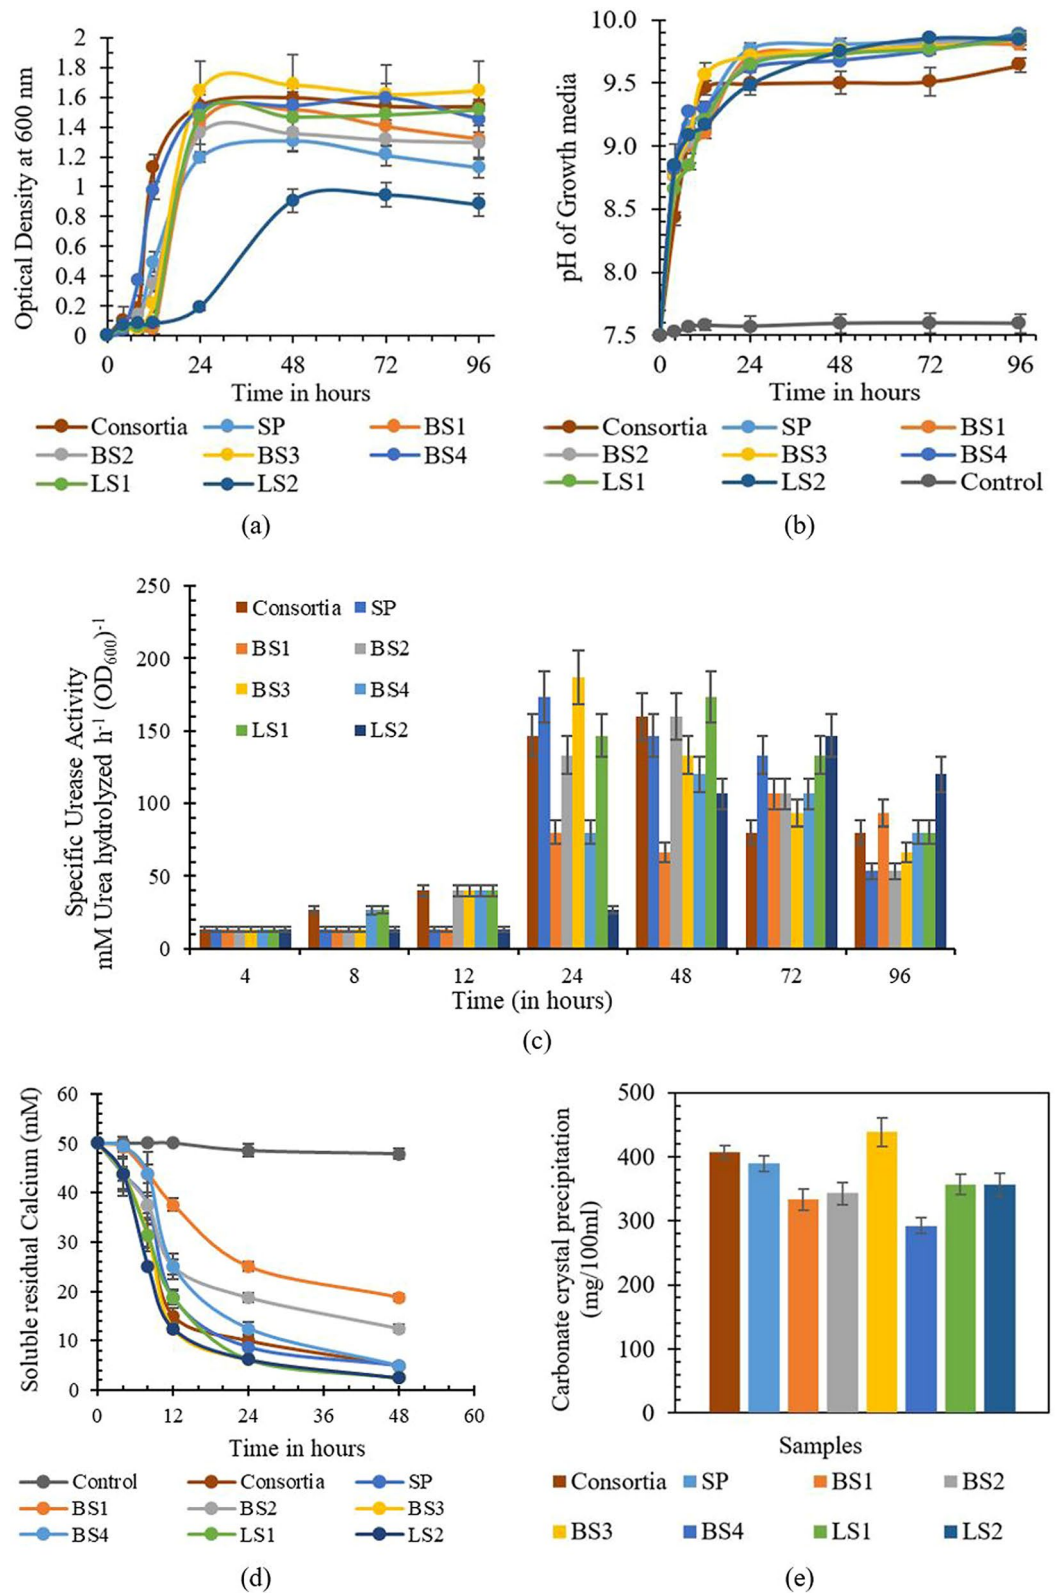 Optical Density at 600 nm
2
1.8
1.6
1.4
1.2
1
0.8
0.6
0.4
0.2
0
0 24 48 72 96
Time in hours
Consortia SP BS1
BS2 BS3 BS4
LS1 LS2
(a)
pH of Growth media
10.0
9.5
9.0
8.5
8.0
7.5
0 24 48 72 96
Time in hours
Consortia SP BS1
BS2 BS3 BS4
LS1 LS2 Control
(b)
Specific Urease Activity
mM Urea hydrolyzed h⁻¹ (OD₆₀₀)⁻¹
250
200
150
100
50
0
Consortia SP
BS1 BS2
BS3 BS4
LS1 LS2
4 8 12 24 48 72 96
Time (in hours)
(c)
Soluble residual Calcium (mM)
60
50
40
30
20
10
0
0 12 24 36 48 60
Time in hours
Control Consortia SP
BS1 BS2 BS3
BS4 LS1 LS2
(d)
Carbonate crystal precipitation
(mg/100ml)
500
400
300
200
100
0
Samples
Consortia SP BS1 BS2
BS3 BS4 LS1 LS2
(e)